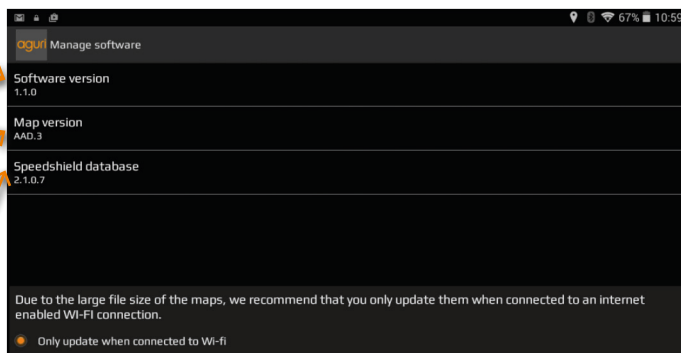 67% 10:59
aguri Manage software
Software version
1.1.0
Map version
AAD.3
Speedshield database
2.1.0.7
Due to the large file size of the maps, we recommend that you only update them when connected to an internet
enabled WI-FI connection.
Only update when connected to Wi-fi